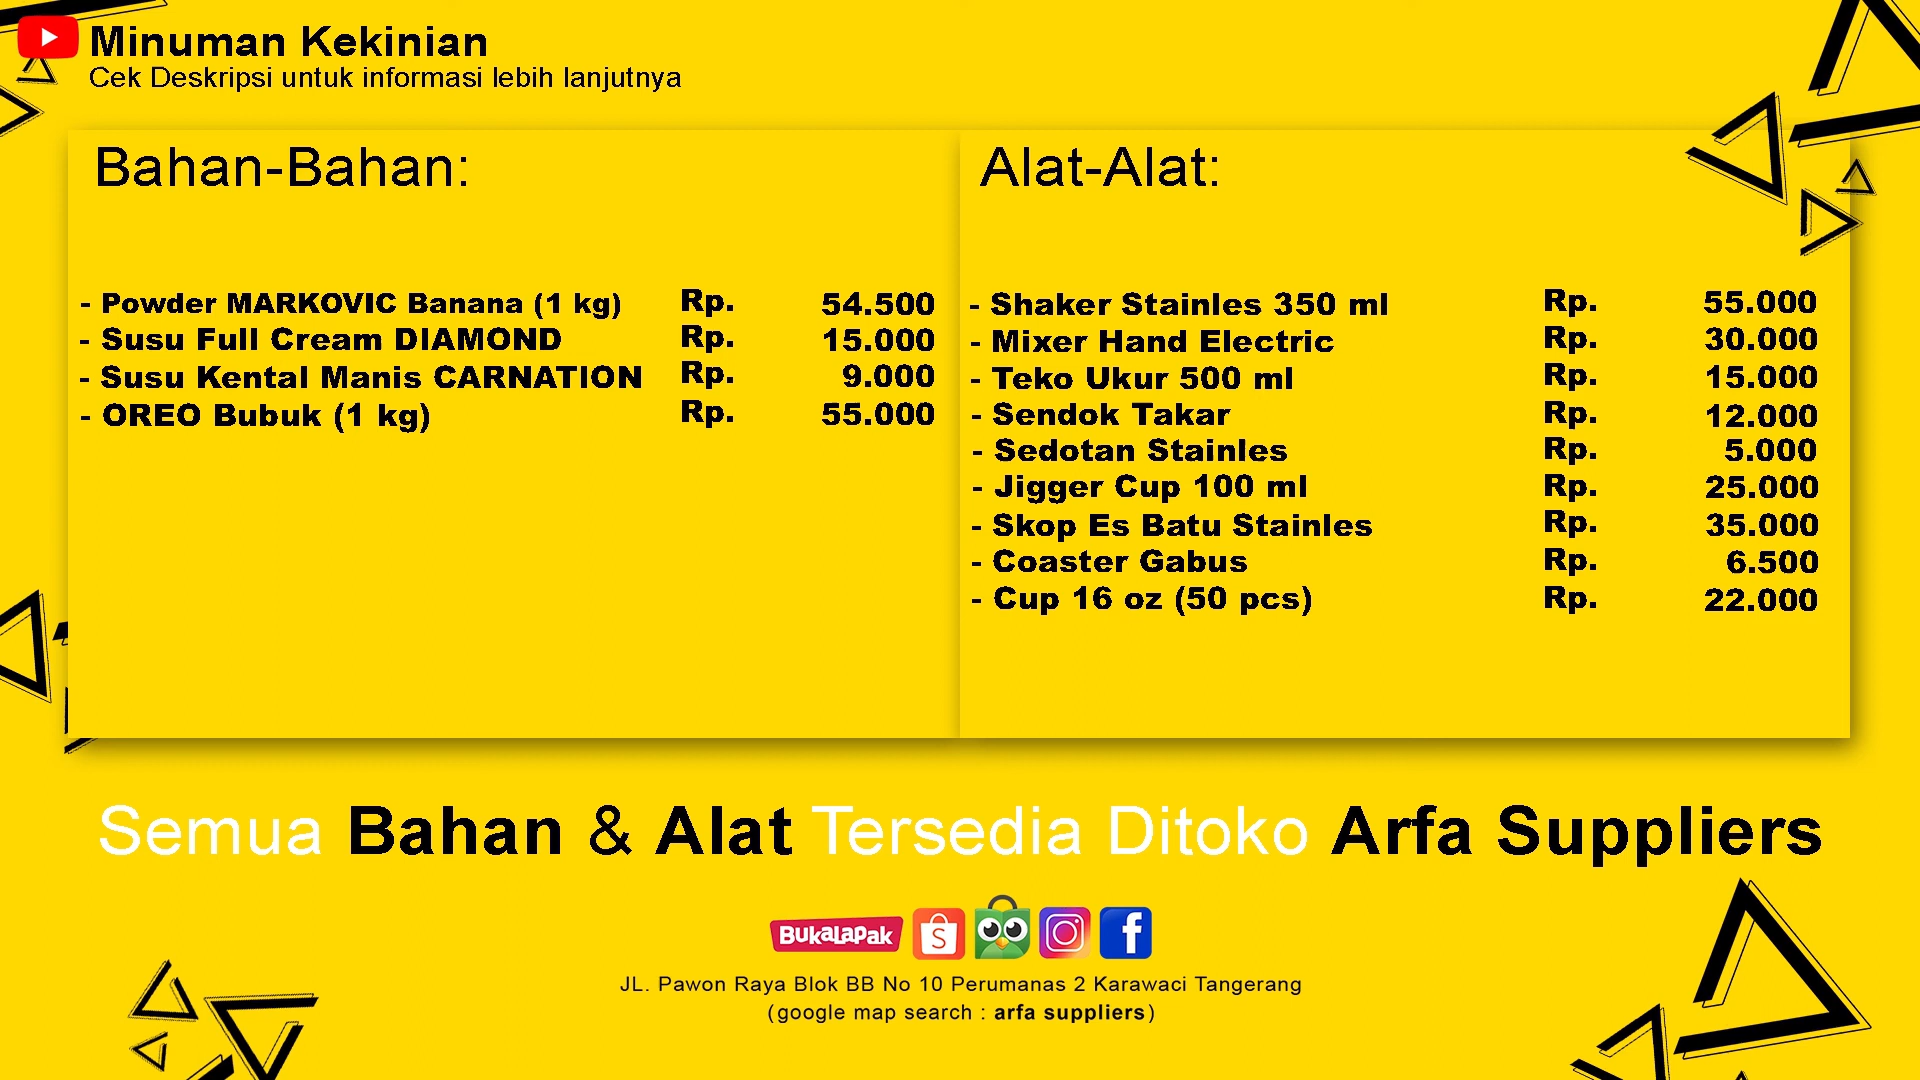 Minuman Kekinian
Cek Deskripsi untuk informasi lebih lanjutnya
Bahan-Bahan:
- Powder MARKOVIC Banana (1 kg) Rp. 54.500
- Susu Full Cream DIAMOND Rp. 15.000
- Susu Kental Manis CARNATION Rp. 9.000
- OREO Bubuk (1 kg) Rp. 55.000
Alat-Alat:
- Shaker Stainles 350 ml Rp. 55.000
- Mixer Hand Electric Rp. 30.000
- Teko Ukur 500 ml Rp. 15.000
- Sendok Takar Rp. 12.000
- Sedotan Stainles Rp. 5.000
- Jigger Cup 100 ml Rp. 25.000
- Skop Es Batu Stainles Rp. 35.000
- Coaster Gabus Rp. 6.500
- Cup 16 oz (50 pcs) Rp. 22.000
Semua Bahan & Alat Tersedia Ditoko Arfa Suppliers
BukaLapak S f
JL. Pawon Raya Blok BB No 10 Perumanas 2 Karawaci Tangerang
(google map search : arfa suppliers)